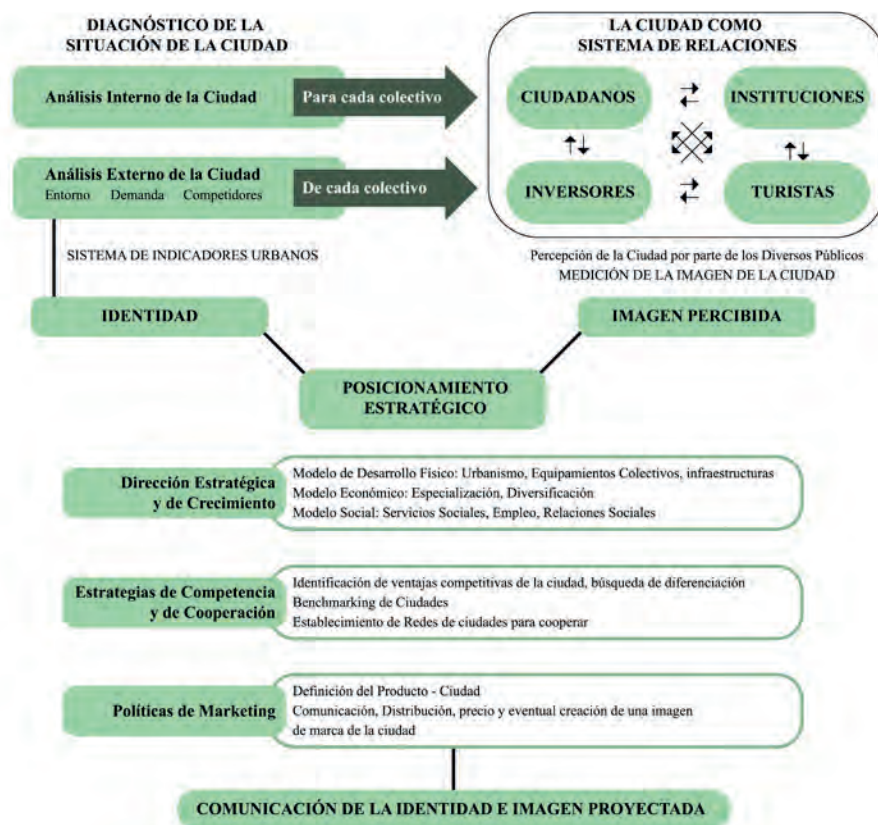 DIAGNÓSTICO DE LA
SITUACIÓN DE LA CIUDAD
Análisis Interno de la Ciudad
Para cada colectivo
Análisis Externo de la Ciudad
Entorno Demanda Competidores
De cada colectivo
LA CIUDAD COMO
SISTEMA DE RELACIONES
CIUDADANOS
INSTITUCIONES
INVERSORES
TURISTAS
SISTEMA DE INDICADORES URBANOS
Percepción de la Ciudad por parte de los Diversos Públicos
MEDICIÓN DE LA IMAGEN DE LA CIUDAD
IDENTIDAD
IMAGEN PERCIBIDA
POSICIONAMIENTO
ESTRATÉGICO
Dirección Estratégica
y de Crecimiento
Modelo de Desarrollo Físico: Urbanismo, Equipamientos Colectivos, infraestructuras
Modelo Económico: Especialización, Diversificación
Modelo Social: Servicios Sociales, Empleo, Relaciones Sociales
Estrategias de Competencia
y de Cooperación
Identificación de ventajas competitivas de la ciudad, búsqueda de diferenciación
Benchmarking de Ciudades
Establecimiento de Redes de ciudades para cooperar
Políticas de Marketing
Definición del Producto - Ciudad
Comunicación, Distribución, precio y eventual creación de una imagen
de marca de la ciudad
COMUNICACIÓN DE LA IDENTIDAD E IMAGEN PROYECTADA